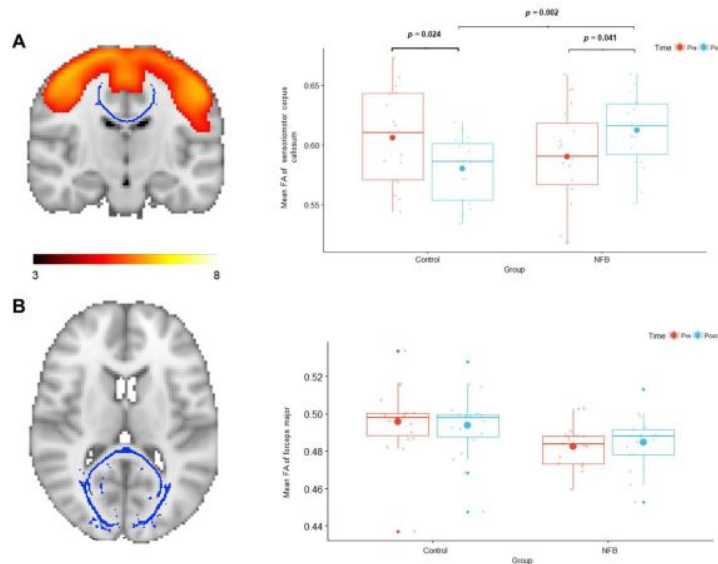 A
p = 0.002
p = 0.024
p = 0.041
Time Pre Po
Mean FA of sensoriomotor corpus
callosum
0.65
0.60
0.55
Control
NFB
Group
3
8
B
Time Pre Post
Mean FA of forceps major
0.52
0.50
0.48
0.46
0.44
Control
NFB
Group